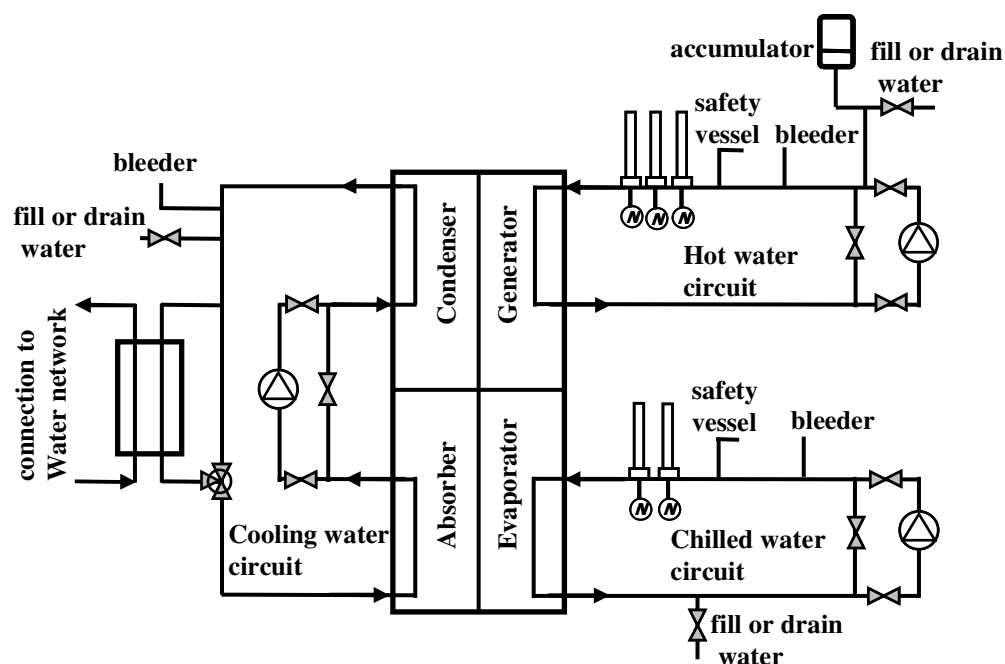 accumulator
fill or drain
water
safety
vessel
bleeder
bleeder
fill or drain
water
Condenser
Generator
Hot water
circuit
N
N
N
connection to
Water network
Absorber
Evaporator
safety
vessel
bleeder
N
N
Cooling water
circuit
Chilled water
circuit
fill or drain
water